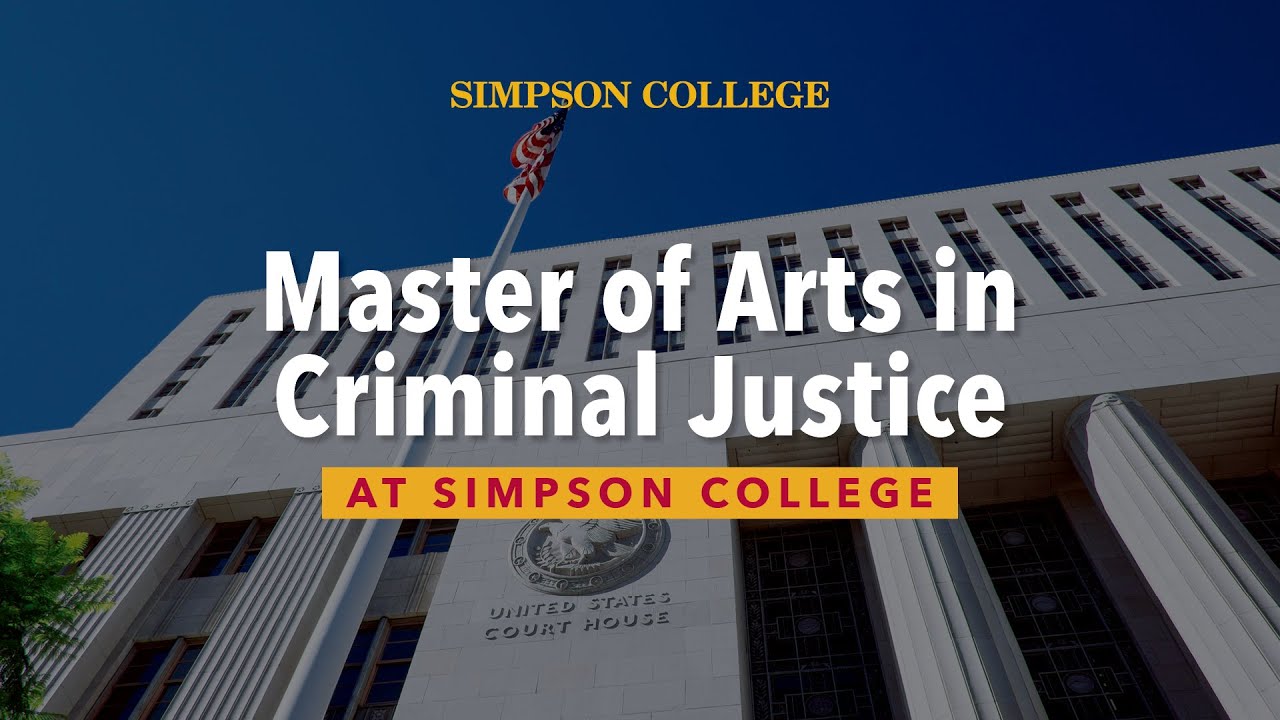 SIMPSON COLLEGE
Master of Arts in
Criminal Justice
AT SIMPSON COLLEGE
UNITED STATES
COURT HOUSE